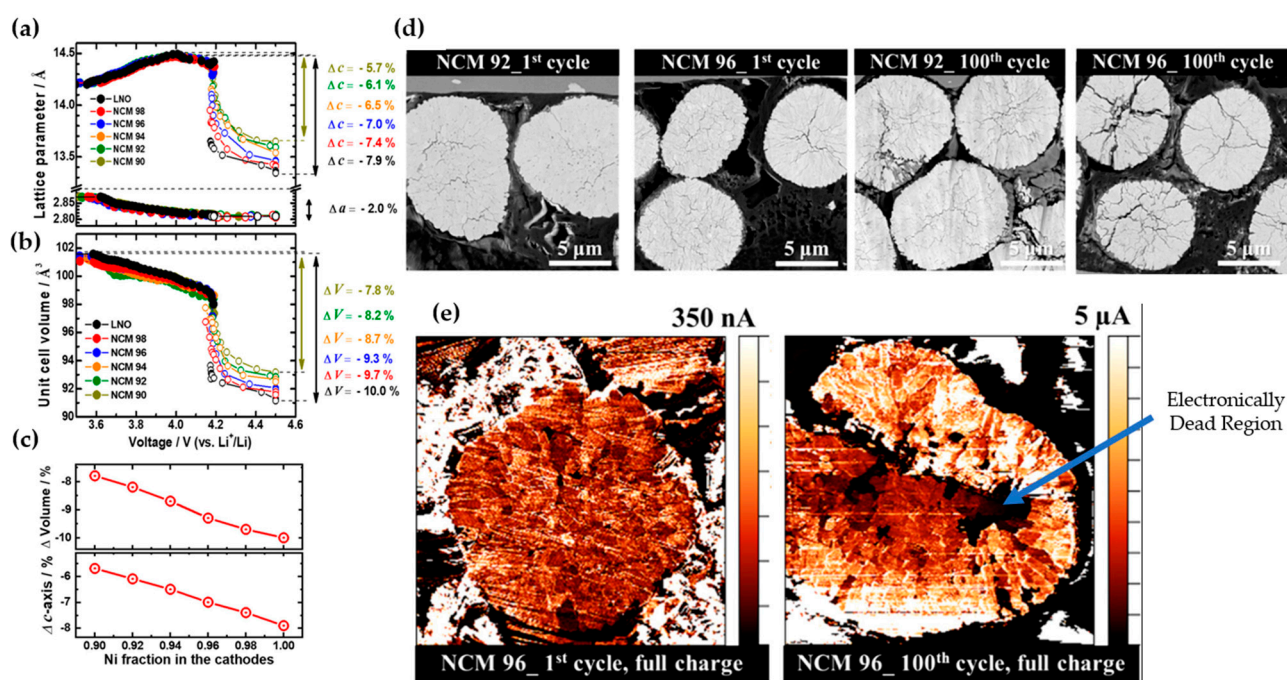 (a)
Lattice parameter / Å
14.5
14.0
13.5
2.85
2.80
LNO
NCM 98
NCM 96
NCM 94
NCM 92
NCM 90
Δc = - 5.7 %
Δc = - 6.1 %
Δc = - 6.5 %
Δc = - 7.0 %
Δc = - 7.4 %
Δc = - 7.9 %
Δa = - 2.0 %
(b)
Unit cell volume / Å³
102
100
98
96
94
92
90
LNO
NCM 98
NCM 96
NCM 94
NCM 92
NCM 90
ΔV = - 7.8 %
ΔV = - 8.2 %
ΔV = - 8.7 %
ΔV = - 9.3 %
ΔV = - 9.7 %
ΔV = - 10.0 %
3.6 3.8 4.0 4.2 4.4 4.6
Voltage / V (vs. Li⁺/Li)
(c)
Δ Volume / %
-8
-9
-10
Δ c-axis / %
-6
-7
-8
0.90 0.92 0.94 0.96 0.98 1.00
Ni fraction in the cathodes
(d)
NCM 92_1st cycle
5 μm
NCM 96_1st cycle
5 μm
NCM 92_100th cycle
5 μm
NCM 96_100th cycle
5 μm
(e)
350 nA
NCM 96_1st cycle, full charge
5 μA
NCM 96_100th cycle, full charge
Electronically
Dead Region